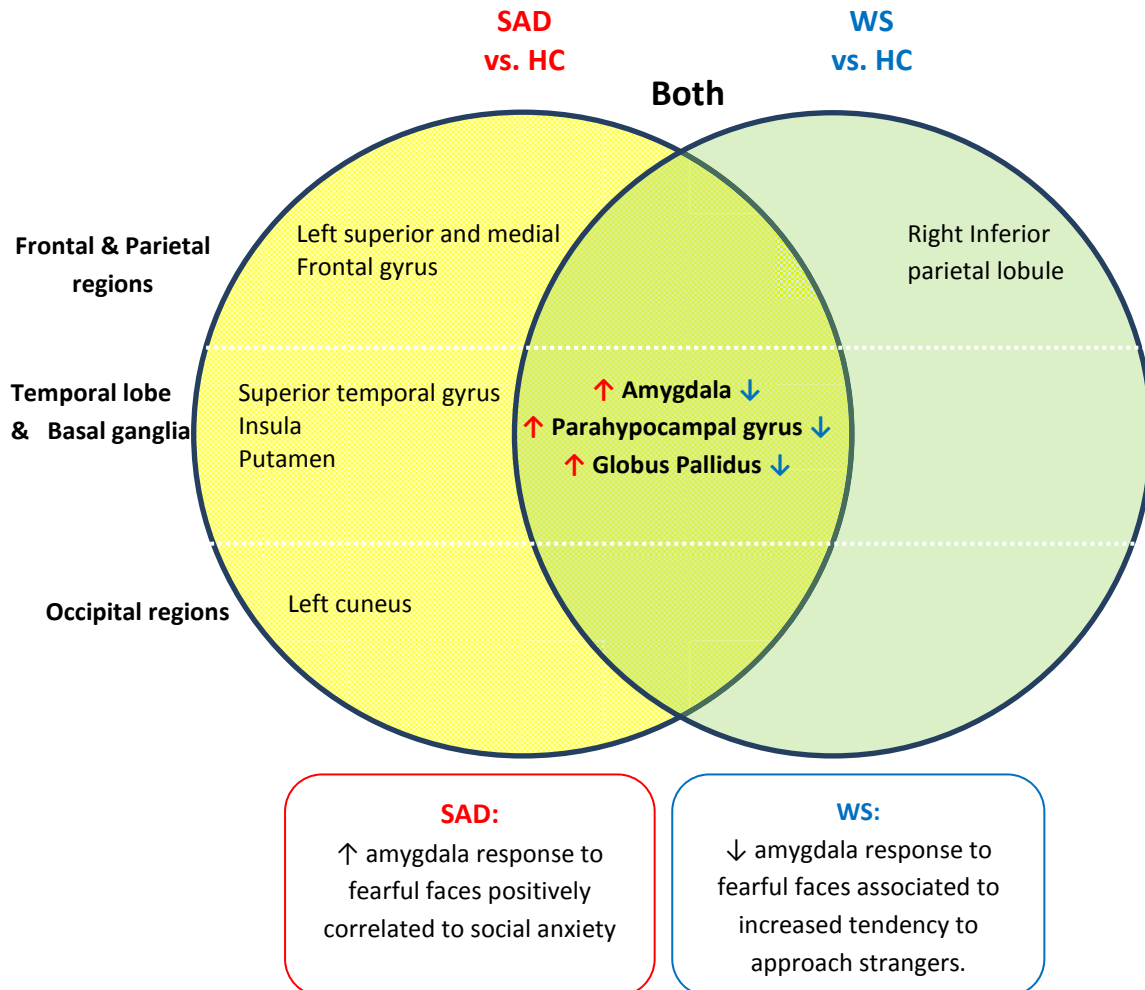 SAD
vs. HC
WS
vs. HC
Both
Frontal & Parietal
regions
Left superior and medial
Frontal gyrus
Right Inferior
parietal lobule
Temporal lobe
& Basal ganglia
Superior temporal gyrus
Insula
Putamen
↑ Amygdala ↓
↑ Parahypocampal gyrus ↓
↑ Globus Pallidus ↓
Occipital regions
Left cuneus
SAD:
↑ amygdala response to
fearful faces positively
correlated to social anxiety
WS:
↓ amygdala response to
fearful faces associated to
increased tendency to
approach strangers.